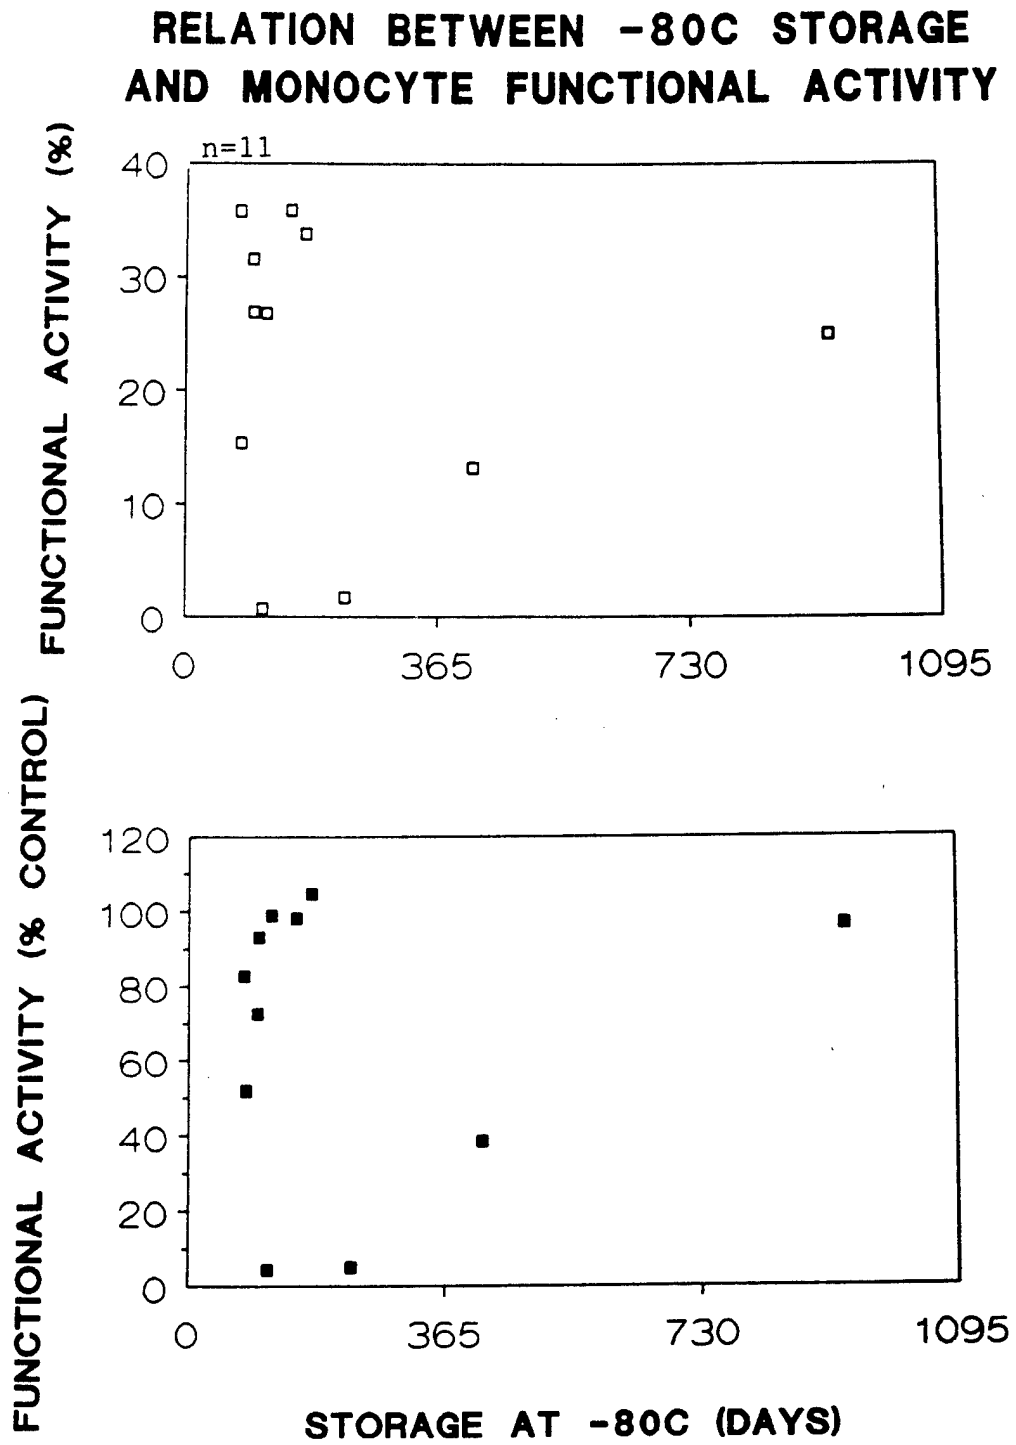 RELATION BETWEEN -80C STORAGE
AND MONOCYTE FUNCTIONAL ACTIVITY
n=11
FUNCTIONAL ACTIVITY (%)
40
30
20
10
0
0 365 730 1095
FUNCTIONAL ACTIVITY (% CONTROL)
120
100
80
60
40
20
0
0 365 730 1095
STORAGE AT -80C (DAYS)